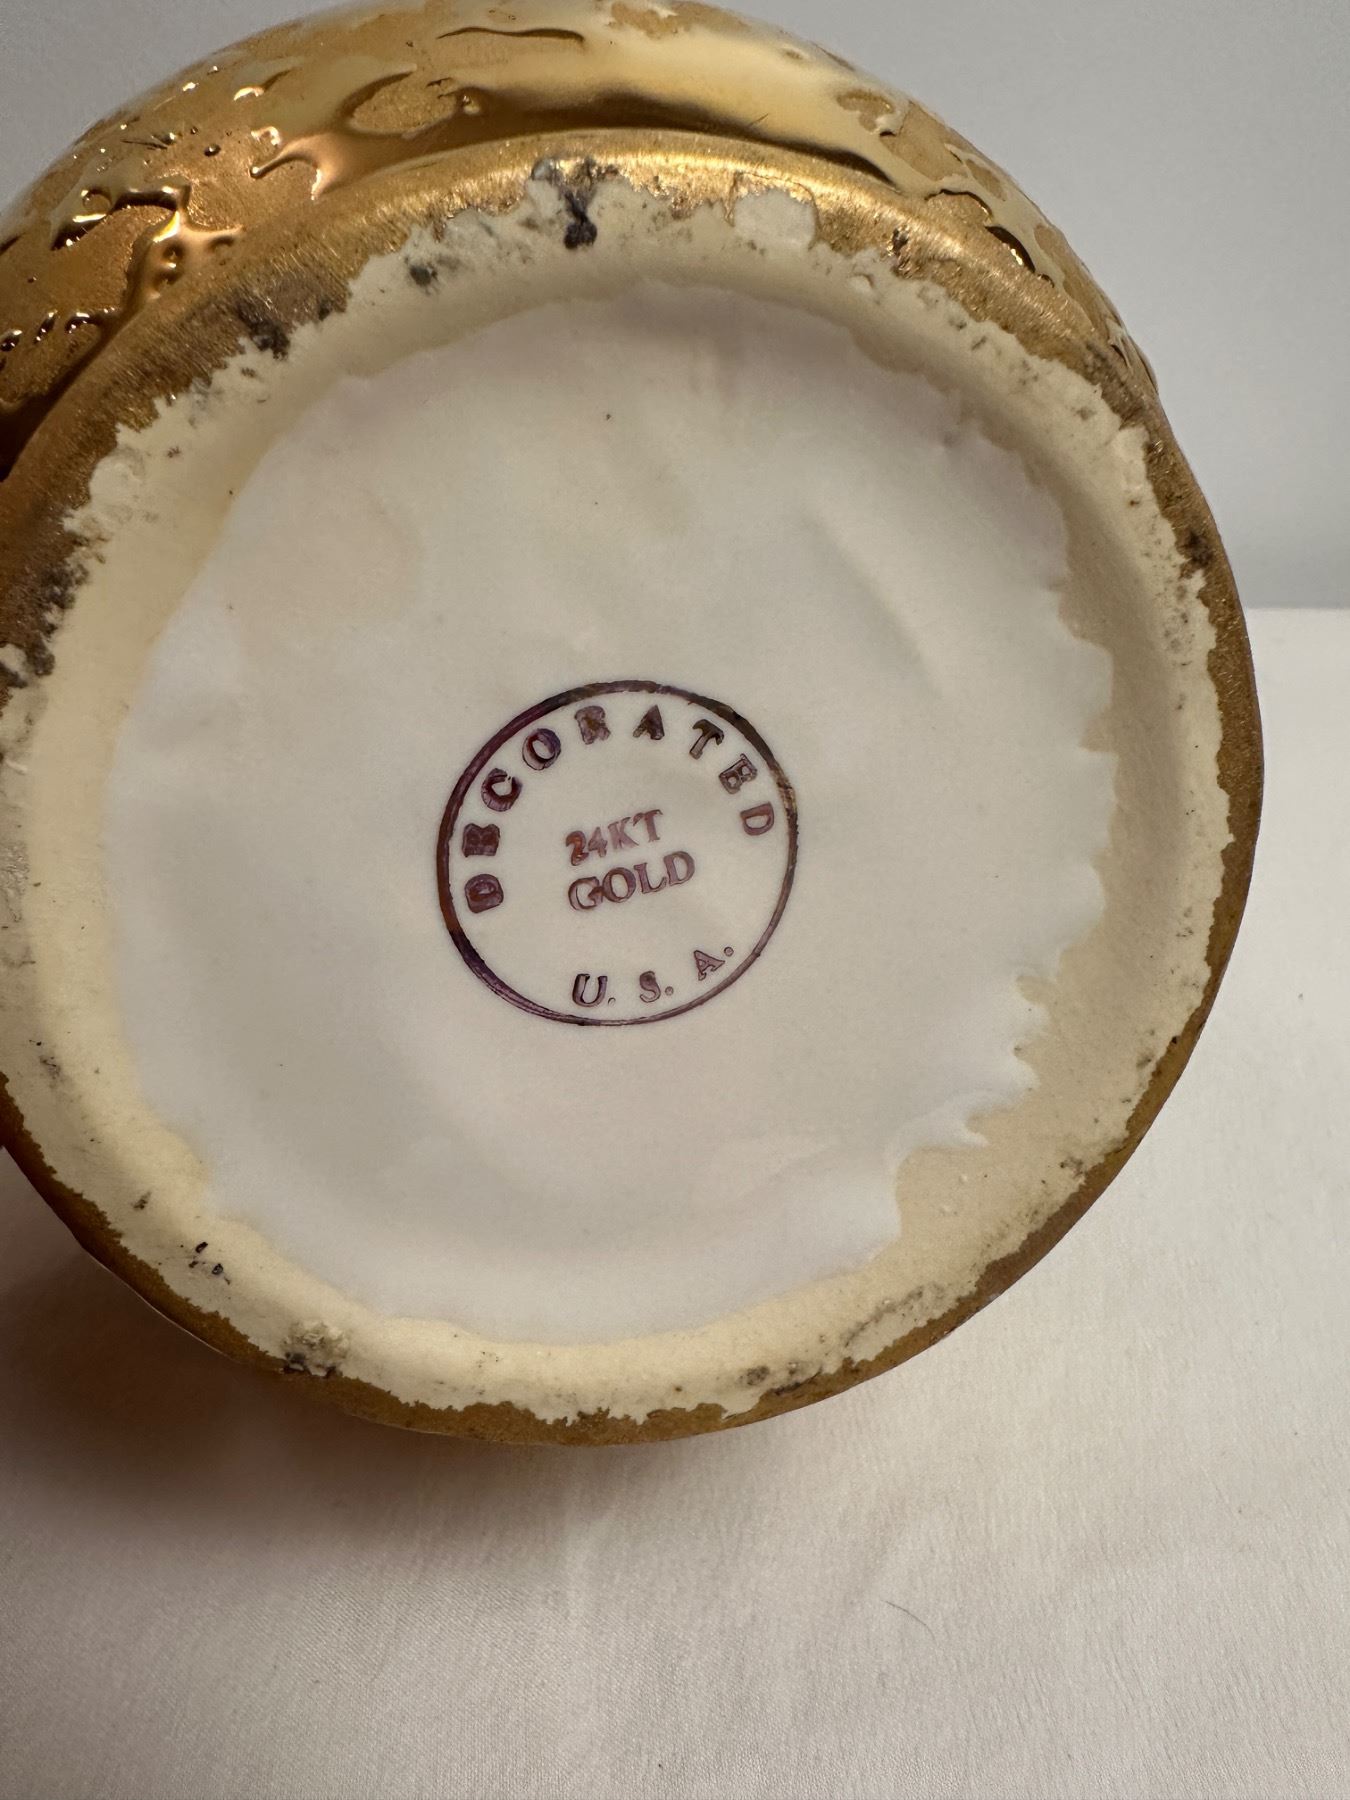 DECORATED
24KT
GOLD
U. S. A.